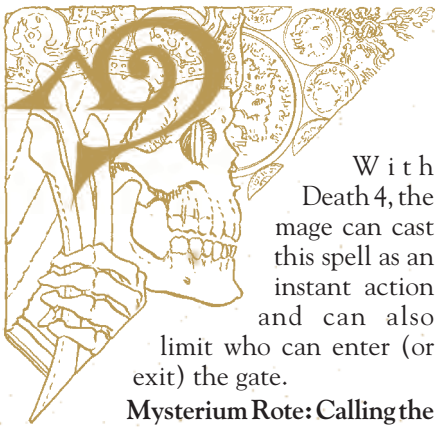 With
Death 4, the
mage can cast
this spell as an
instant action
and can also
limit who can enter (or
exit) the gate.
Mysterium Rote: Calling the